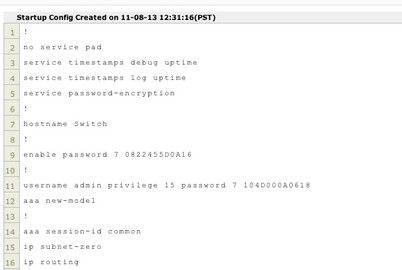 Startup Config Created on 11-08-13 12:31:16(PST)
1 !
2 no service pad
3 service timestamps debug uptime
4 service timestamps log uptime
5 service password-encryption
6 !
7 hostname Switch
8 !
9 enable password 7 0822455D0A16
10 !
11 username admin privilege 15 password 7 104D000A0618
12 aaa new-model
13 !
14 aaa session-id common
15 ip subnet-zero
16 ip routing